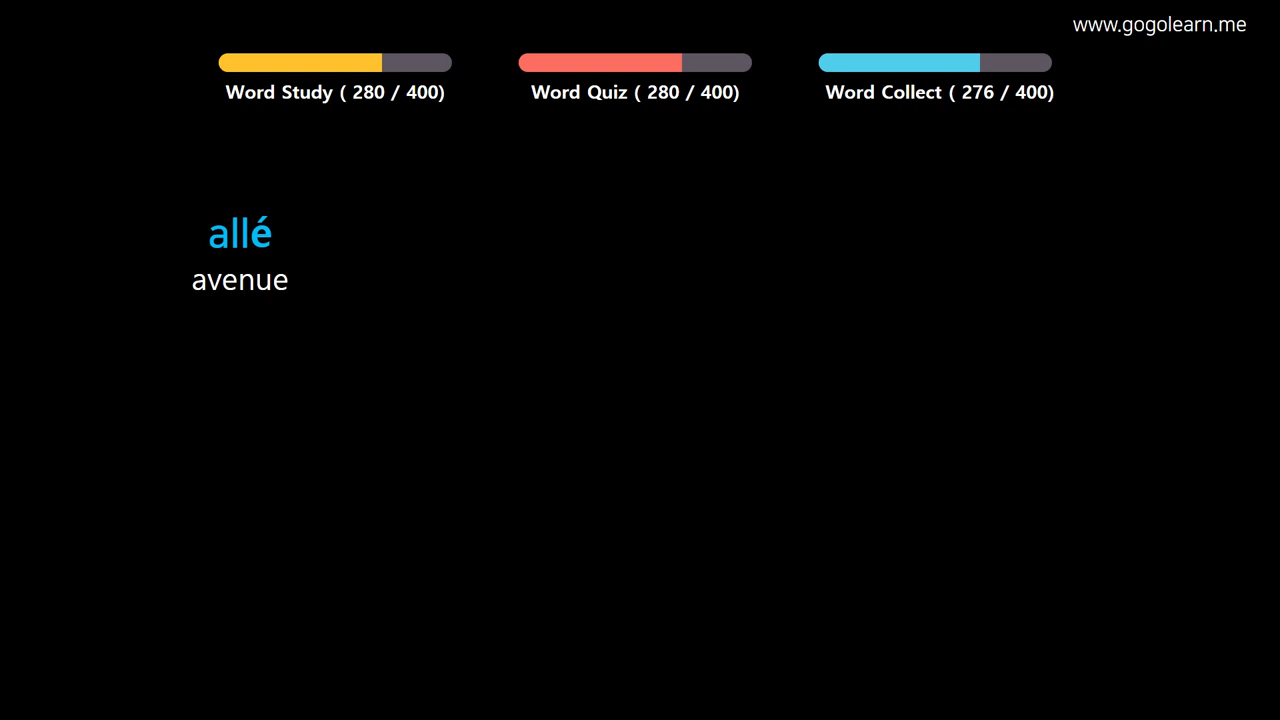 www.gogolearn.me
Word Study ( 280 / 400)
Word Quiz ( 280 / 400)
Word Collect ( 276 / 400)
allé
avenue